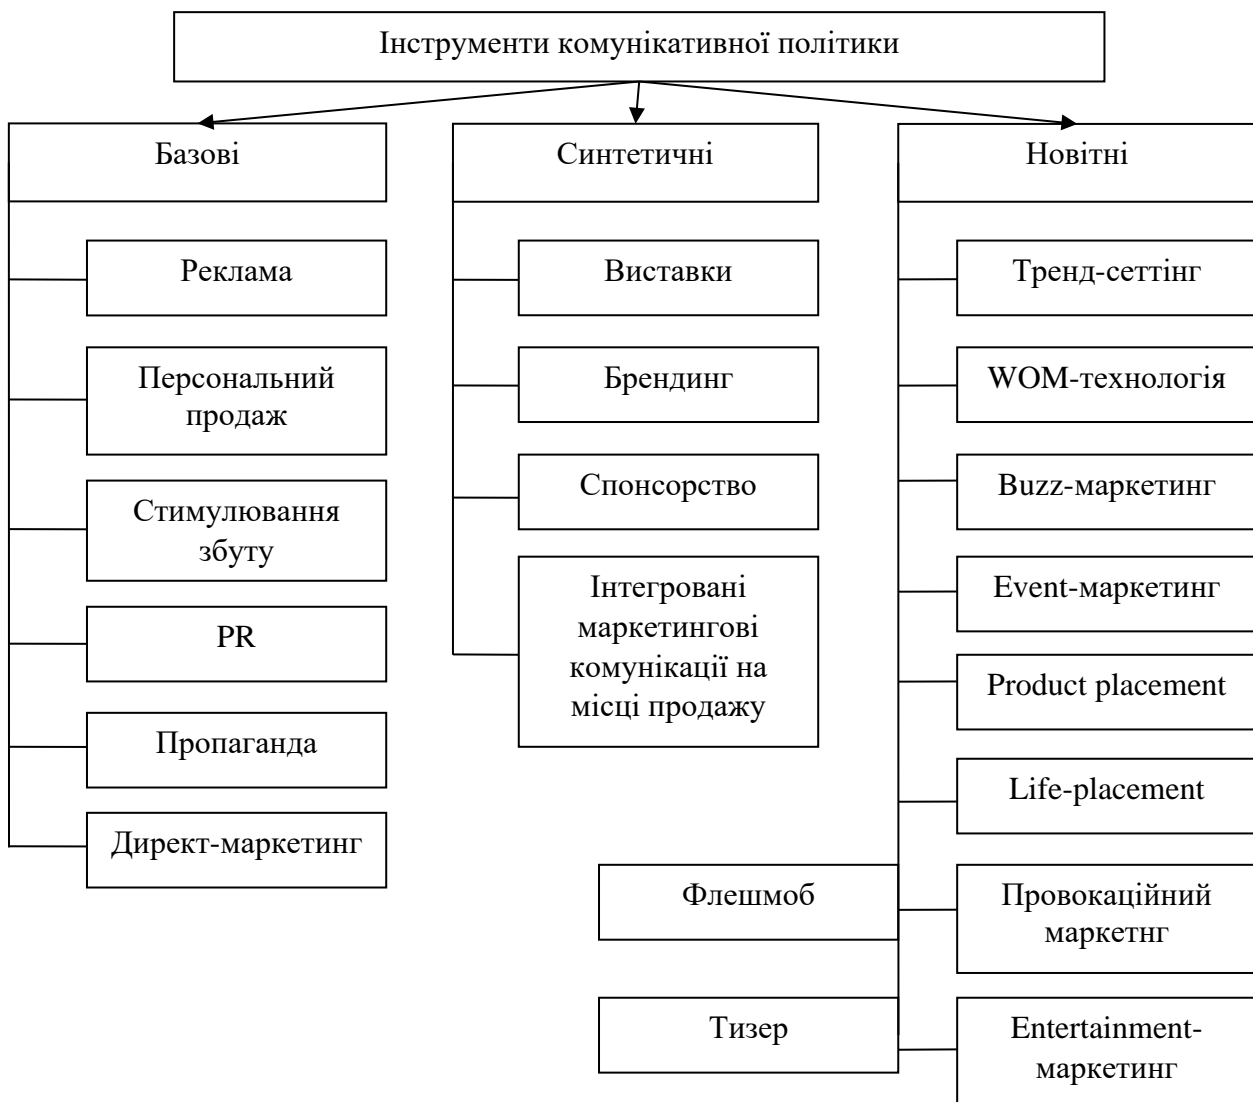 Інструменти комунікативної політики
Базові
Реклама
Персональний
продаж
Стимулювання
збуту
PR
Пропаганда
Директ-маркетинг
Синтетичні
Виставки
Брендинг
Спонсорство
Інтегровані
маркетингові
комунікації на
місці продажу
Новітні
Тренд-сеттінг
WOM-технологія
Buzz-маркетинг
Event-маркетинг
Product placement
Life-placement
Флешмоб
Провокаційний
маркетнг
Тизер
Entertainment-
маркетинг